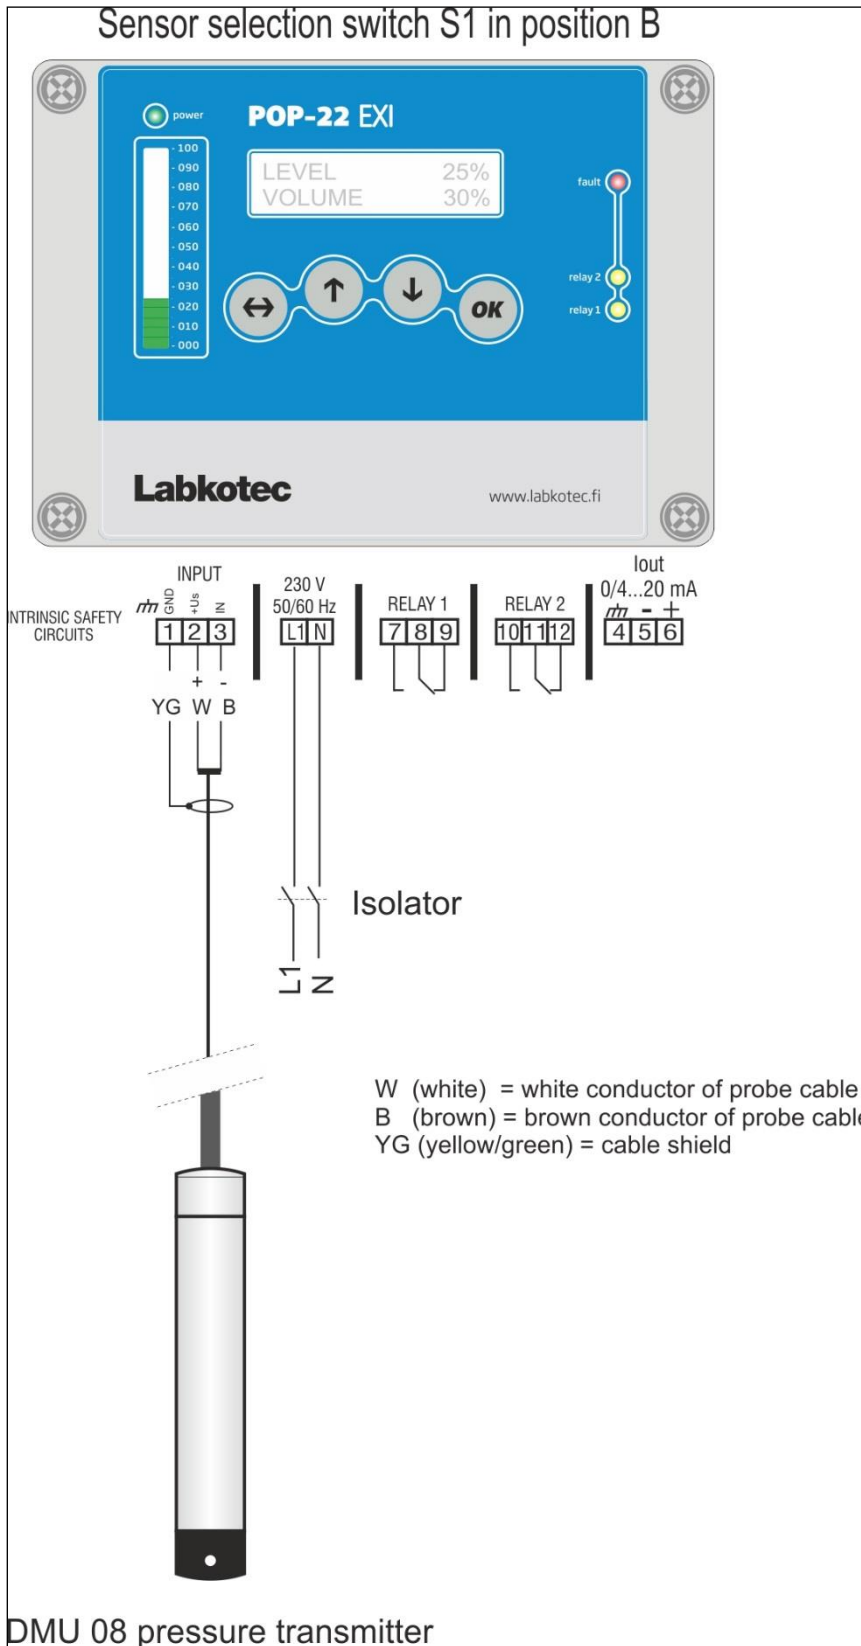 Sensor selection switch S1 in position B
power
POP-22 EXI
100
090
080
070
060
050
040
030
020
010
000
LEVEL 25%
VOLUME 30%
fault
relay 2
relay 1
OK
Labkotec
www.labkotec.fi
INTRINSIC SAFETY
CIRCUITS
INPUT
GND +Us IN
1 2 3
+ -
YG W B
230 V
50/60 Hz
L1 N
RELAY 1
7 8 9
RELAY 2
10 11 12
Iout
0/4...20 mA
- +
4 5 6
Isolator
L1 N
W (white) = white conductor of probe cable
B (brown) = brown conductor of probe cable
YG (yellow/green) = cable shield
DMU 08 pressure transmitter